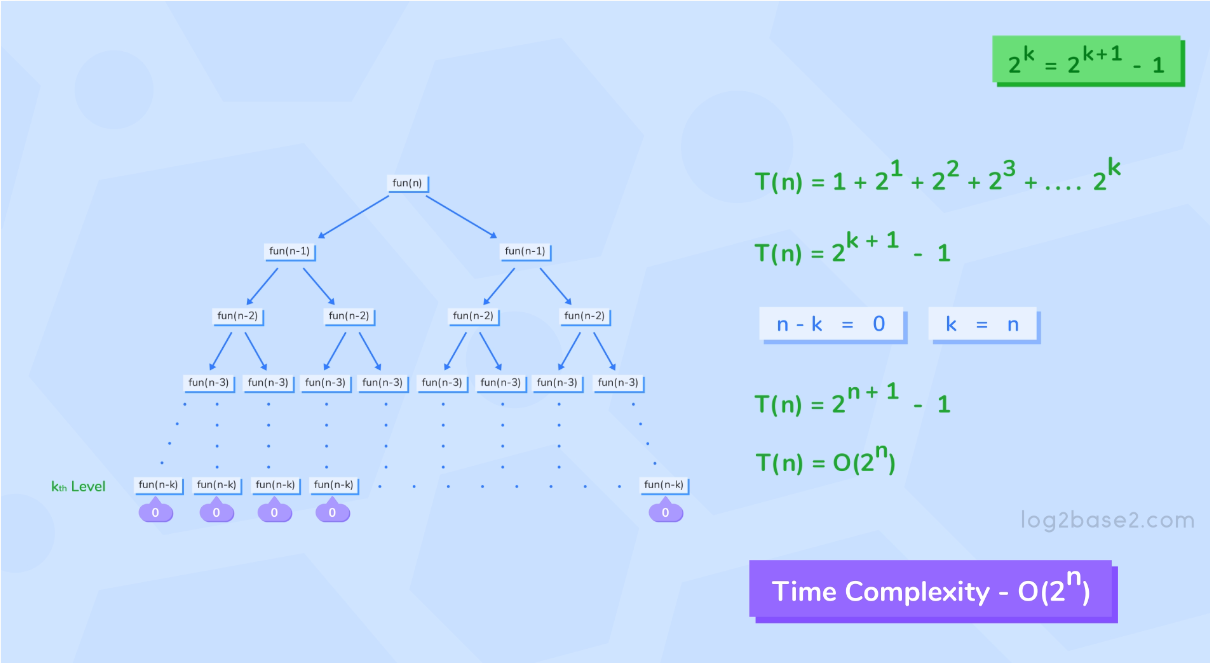 2^k = 2^(k+1) - 1
fun(n)
fun(n-1) fun(n-1)
fun(n-2) fun(n-2) fun(n-2) fun(n-2)
fun(n-3) fun(n-3) fun(n-3) fun(n-3) fun(n-3) fun(n-3) fun(n-3) fun(n-3)
kth Level fun(n-k) fun(n-k) fun(n-k) fun(n-k) . . . . . . . fun(n-k)
0 0 0 0 0
T(n) = 1 + 2^1 + 2^2 + 2^3 + .... 2^k
T(n) = 2^(k + 1) - 1
n - k = 0 k = n
T(n) = 2^(n + 1) - 1
T(n) = O(2^n)
log2base2.com
Time Complexity - O(2^n)